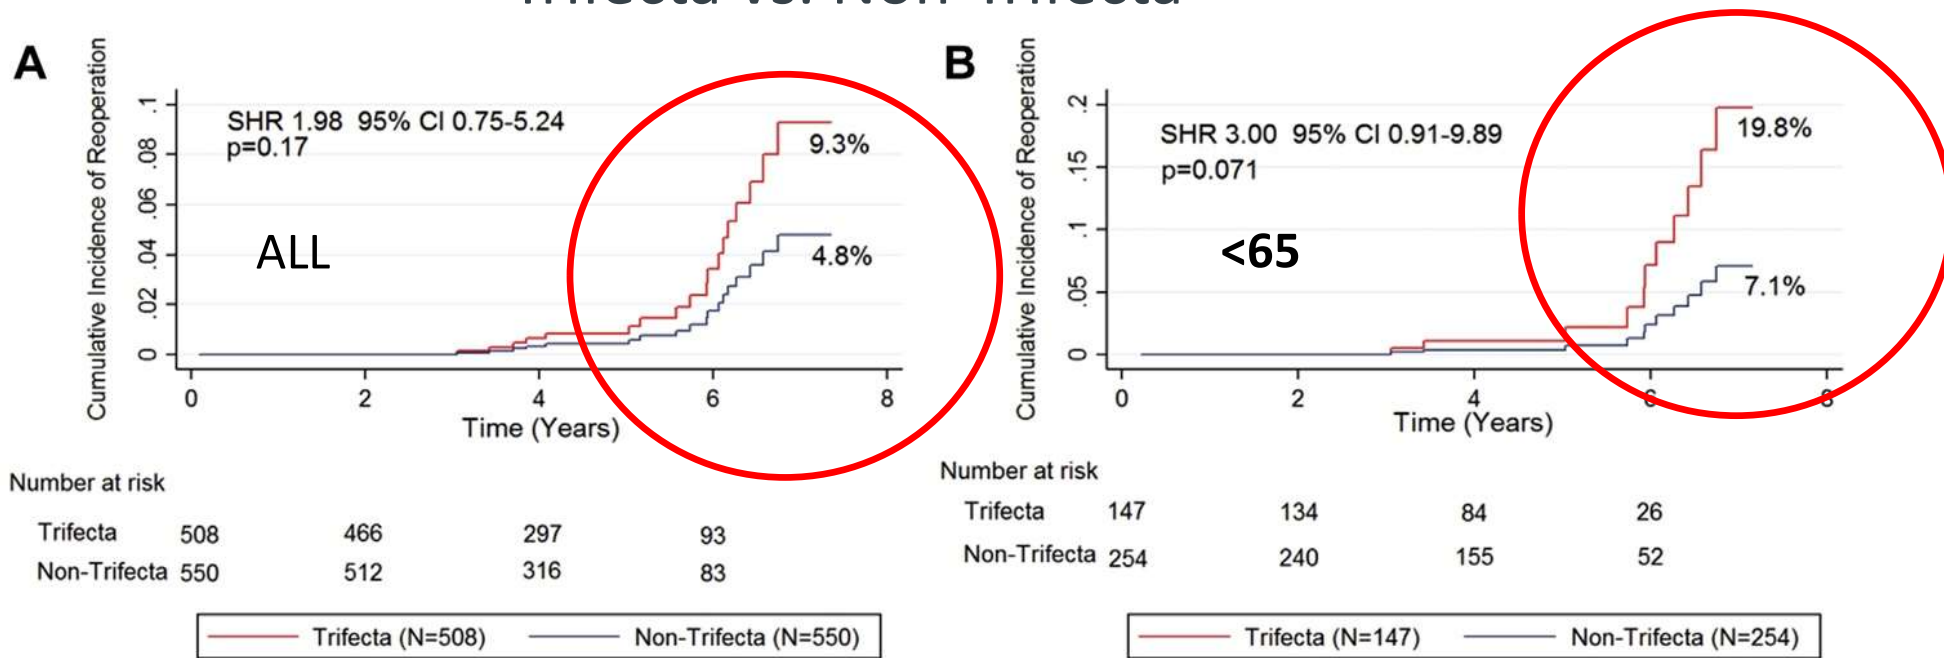 Trifecta vs. Non-Trifecta
A
Cumulative Incidence of Reoperation
.1
.08
.06
.04
.02
0
SHR 1.98 95% CI 0.75-5.24
p=0.17
ALL
9.3%
4.8%
0 2 4 6 8
Time (Years)
Number at risk
Trifecta 508 466 297 93
Non-Trifecta 550 512 316 83
Trifecta (N=508) Non-Trifecta (N=550)
B
Cumulative Incidence of Reoperation
.2
.15
.1
.05
0
SHR 3.00 95% CI 0.91-9.89
p=0.071
<65
19.8%
7.1%
0 2 4 6 8
Time (Years)
Number at risk
Trifecta 147 134 84 26
Non-Trifecta 254 240 155 52
Trifecta (N=147) Non-Trifecta (N=254)